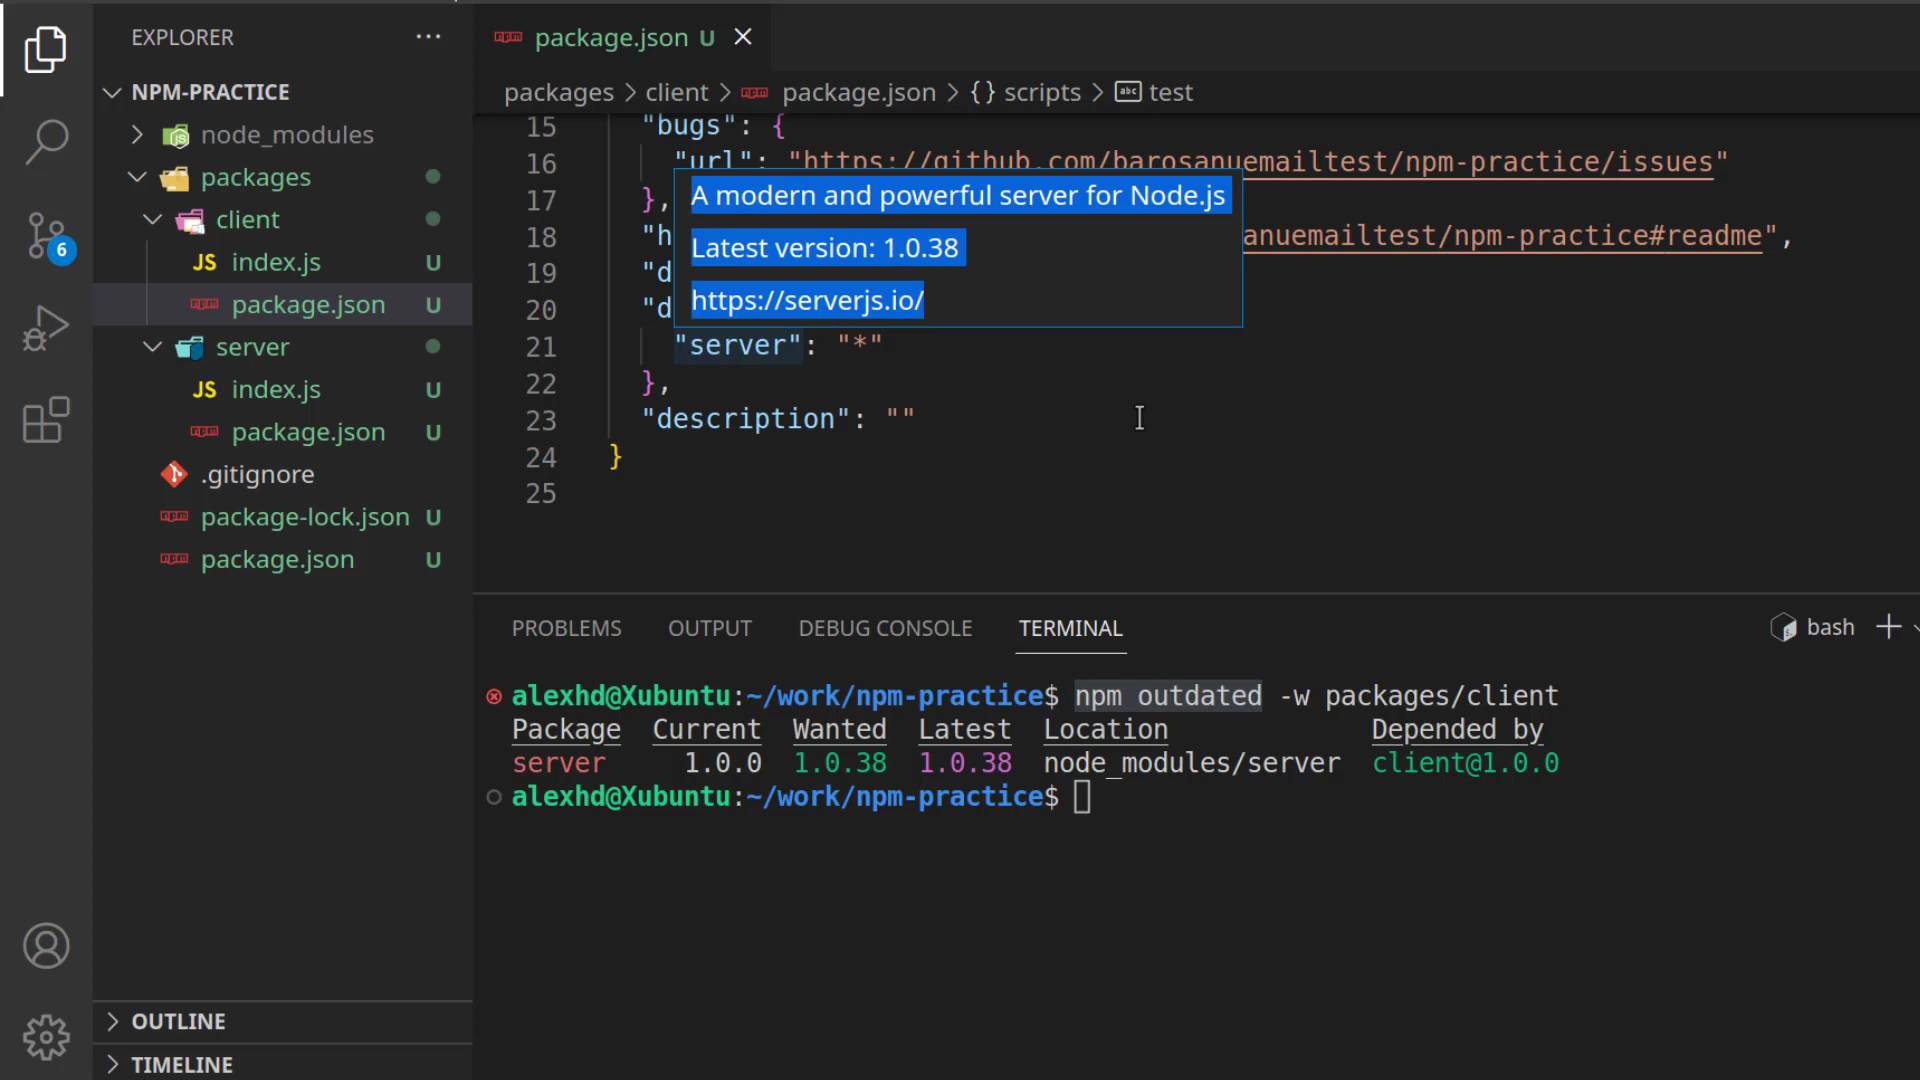 EXPLORER
NPM-PRACTICE
node_modules
packages
client
JS index.js U
package.json U
server
JS index.js U
package.json U
.gitignore
package-lock.json U
package.json U
OUTLINE
TIMELINE
6
package.json U
packages > client > package.json > {} scripts > abc test
15 "bugs": {
16 "url": "https://github.com/barosanuemailtest/npm-practice/issues"
17 },
18 "h anuemailtest/npm-practice#readme",
19 "d
20 "d
A modern and powerful server for Node.js
Latest version: 1.0.38
https://serverjs.io/
21 "server": "*"
22 },
23 "description": ""
24 }
25
PROBLEMS OUTPUT DEBUG CONSOLE TERMINAL
bash
alexhd@Xubuntu:~/work/npm-practice$ npm outdated -w packages/client
Package Current Wanted Latest Location Depended by
server 1.0.0 1.0.38 1.0.38 node_modules/server client@1.0.0
alexhd@Xubuntu:~/work/npm-practice$